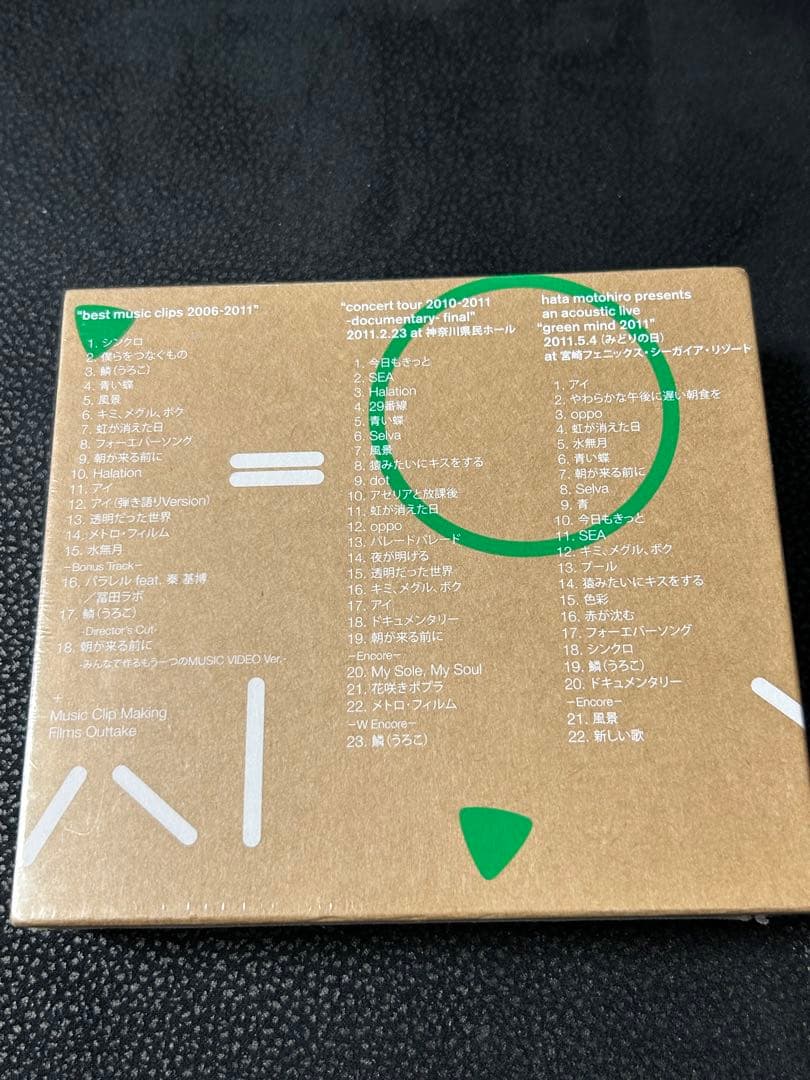 "best music clips 2006-2011"
1. シンクロ
2. 僕らをつなぐもの
3. 鱗(うろこ)
4. 青い蝶
5. 風景
6. キミ、メグル、ボク
7. 虹が消えた日
8. フォーエバーソング
9. 朝が来る前に
10. Halation
11. アイ
12. アイ(弾き語りVersion)
13. 透明だった世界
14. メトロ・フィルム
15. 水無月
-Bonus Track-
16. パラレル feat. 秦 基博
／冨田ラボ
17. 鱗(うろこ)
-Director's Cut-
18. 朝が来る前に
-みんなで作るもう一つのMUSIC VIDEO Ver.-
+
Music Clip Making
Films Outtake
"concert tour 2010-2011
-documentary- final"
2011.2.23 at 神奈川県民ホール
1. 今日もきっと
2. SEA
3. Halation
4. 29番線
5. 青い蝶
6. Selva
7. 風景
8. 猿みたいにキスをする
9. dot
10. アゼリアと放課後
11. 虹が消えた日
12. oppo
13. パレードパレード
14. 夜が明ける
15. 透明だった世界
16. キミ、メグル、ボク
17. アイ
18. ドキュメンタリー
19. 朝が来る前に
-Encore-
20. My Sole, My Soul
21. 花咲きポプラ
22. メトロ・フィルム
-W Encore-
23. 鱗(うろこ)
hata motohiro presents
an acoustic live
"green mind 2011"
2011.5.4(みどりの日)
at 宮崎フェニックス・シーガイア・リゾート
1. アイ
2. やわらかな午後に遅い朝食を
3. oppo
4. 虹が消えた日
5. 水無月
6. 青い蝶
7. 朝が来る前に
8. Selva
9. 青
10. 今日もきっと
11. SEA
12. キミ、メグル、ボク
13. プール
14. 猿みたいにキスをする
15. 色彩
16. 赤が沈む
17. フォーエバーソング
18. シンクロ
19. 鱗(うろこ)
20. ドキュメンタリー
-Encore-
21. 風景
22. 新しい歌